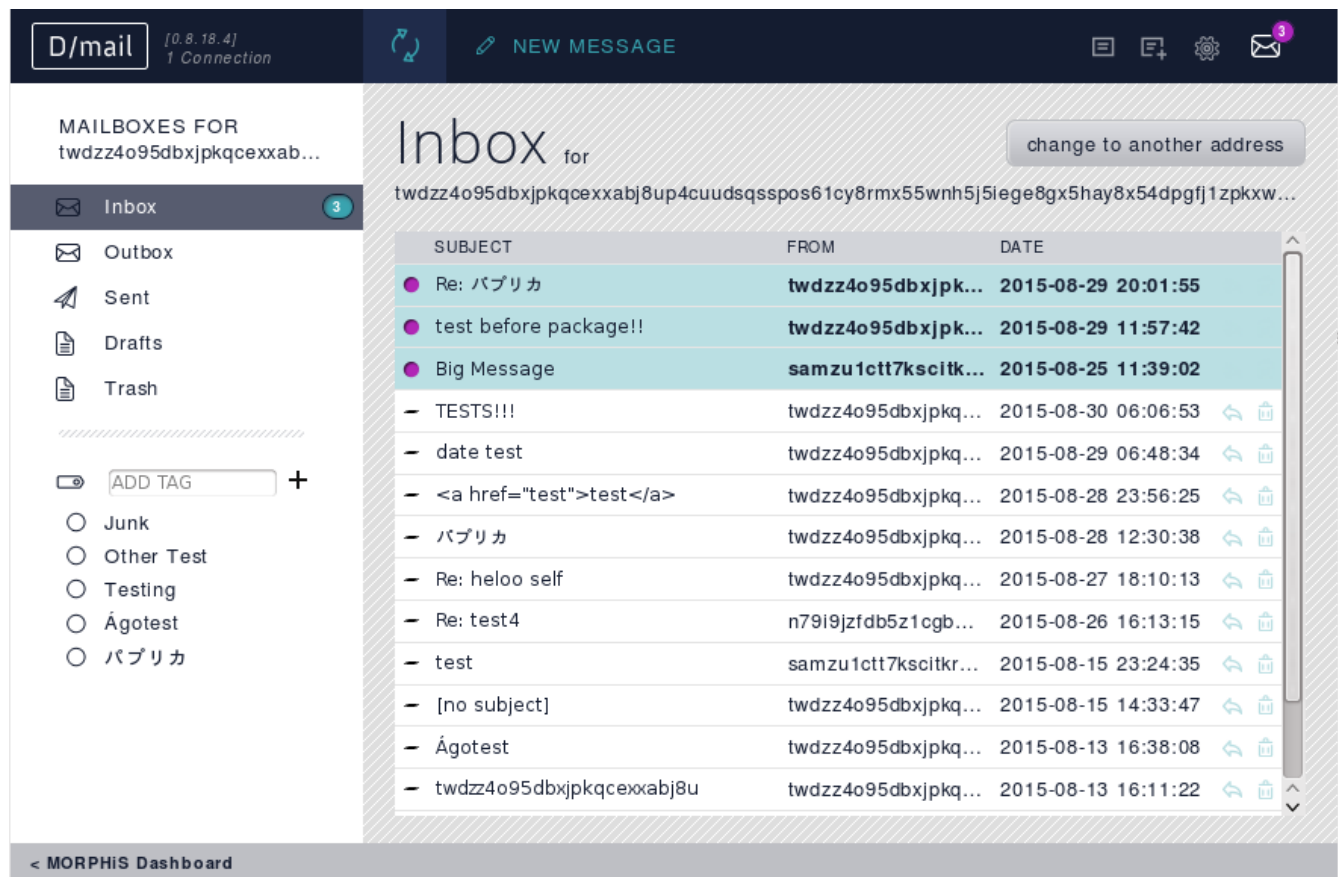 D/mail [0.8.18.4]
1 Connection
NEW MESSAGE
3
MAILBOXES FOR
twdzz4o95dbxjpkqcexxab...
Inbox 3
Outbox
Sent
Drafts
Trash
ADD TAG +
Junk
Other Test
Testing
Ágotest
パプリカ
Inbox for
change to another address
twdzz4o95dbxjpkqcexxabj8up4cuudsqsspos61cy8rmx55wnh5j5iege8gx5hay8x54dpgfj1zpkxw...
SUBJECT FROM DATE
Re: パプリカ twdzz4o95dbxjpk... 2015-08-29 20:01:55
test before package!! twdzz4o95dbxjpk... 2015-08-29 11:57:42
Big Message samzu1ctt7kscitk... 2015-08-25 11:39:02
TESTS!!! twdzz4o95dbxjpkq... 2015-08-30 06:06:53
date test twdzz4o95dbxjpkq... 2015-08-29 06:48:34
<a href="test">test</a> twdzz4o95dbxjpkq... 2015-08-28 23:56:25
パプリカ twdzz4o95dbxjpkq... 2015-08-28 12:30:38
Re: heloo self twdzz4o95dbxjpkq... 2015-08-27 18:10:13
Re: test4 n79i9jzfdb5z1cgb... 2015-08-26 16:13:15
test samzu1ctt7kscitkr... 2015-08-15 23:24:35
[no subject] twdzz4o95dbxjpkq... 2015-08-15 14:33:47
Ágotest twdzz4o95dbxjpkq... 2015-08-13 16:38:08
twdzz4o95dbxjpkqcexxabj8u twdzz4o95dbxjpkq... 2015-08-13 16:11:22
< MORPHiS Dashboard